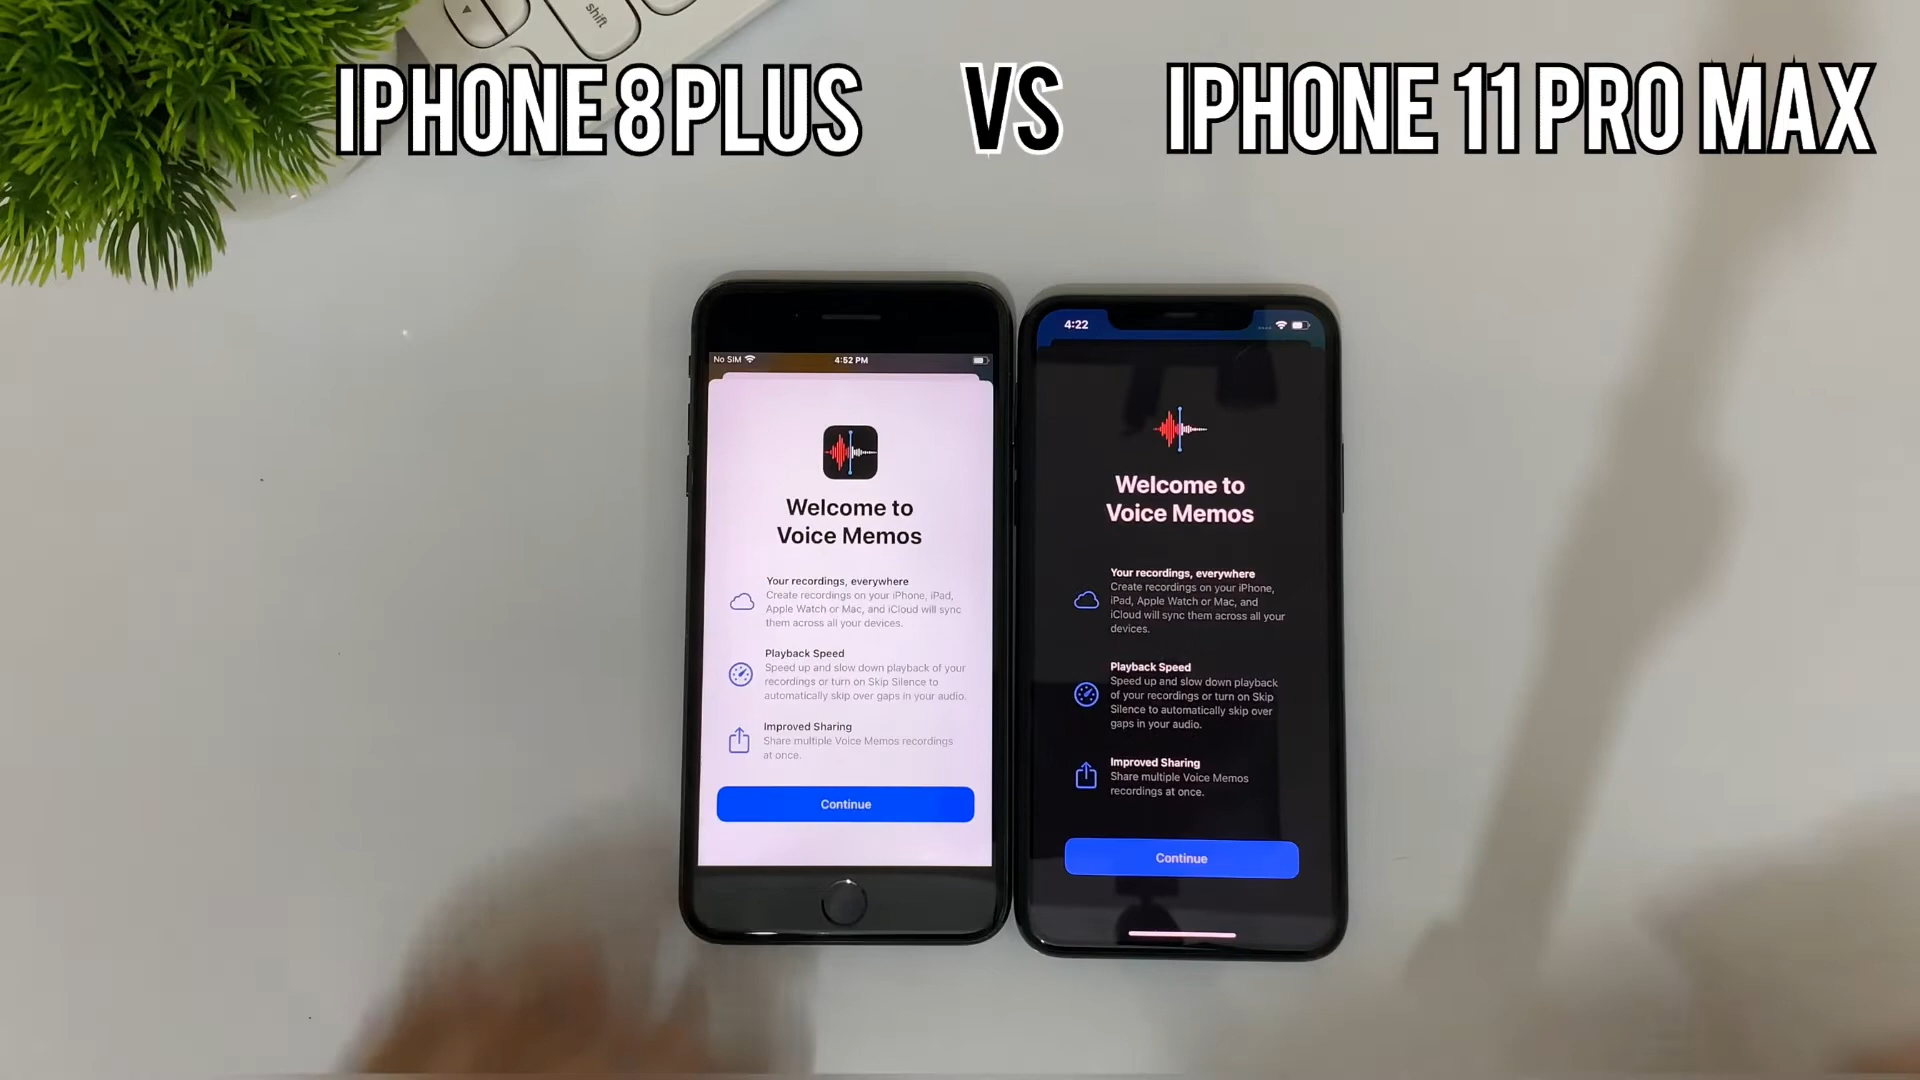 shift
IPHONE 8 PLUS VS IPHONE 11 PRO MAX
No SIM 4:52 PM
Welcome to
Voice Memos
Your recordings, everywhere
Create recordings on your iPhone, iPad,
Apple Watch or Mac, and iCloud will sync
them across all your devices.
Playback Speed
Speed up and slow down playback of your
recordings or turn on Skip Silence to
automatically skip over gaps in your audio.
Improved Sharing
Share multiple Voice Memos recordings
at once.
Continue
4:22
Welcome to
Voice Memos
Your recordings, everywhere
Create recordings on your iPhone,
iPad, Apple Watch or Mac, and
iCloud will sync them across all your
devices.
Playback Speed
Speed up and slow down playback
of your recordings or turn on Skip
Silence to automatically skip over
gaps in your audio.
Improved Sharing
Share multiple Voice Memos
recordings at once.
Continue